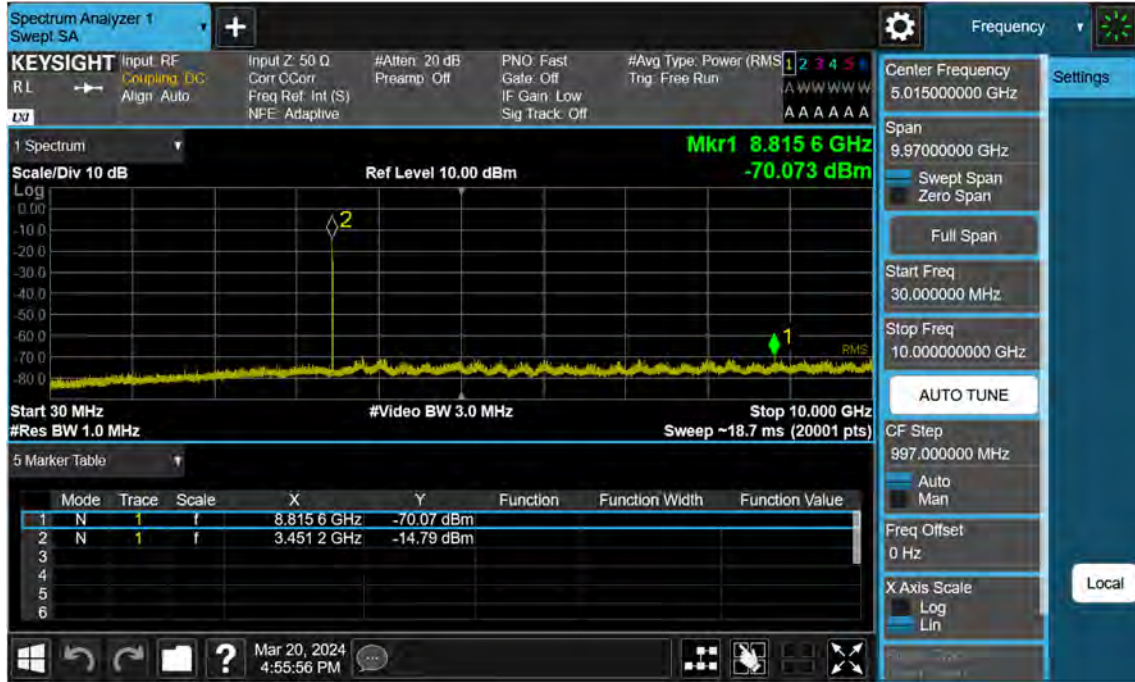 Spectrum Analyzer 1
Swept SA
Frequency
KEYSIGHT
RL
LXI
Input: RF
Coupling: DC
Align: Auto
Input Z: 50 Ω
Corr CCorr
Freq Ref: Int (S)
NFE: Adaptive
#Atten: 20 dB
Preamp: Off
PNO: Fast
Gate: Off
IF Gain: Low
Sig Track: Off
#Avg Type: Power (RMS
Trig: Free Run
1 2 3 4 5 6
A W W W W W
A A A A A A
1 Spectrum
Scale/Div 10 dB
Ref Level 10.00 dBm
Mkr1 8.815 6 GHz
-70.073 dBm
Log
0.00
-10.0
-20.0
-30.0
-40.0
-50.0
-60.0
-70.0
-80.0
2
1
RMS
Start 30 MHz
#Video BW 3.0 MHz
Stop 10.000 GHz
#Res BW 1.0 MHz
Sweep ~18.7 ms (20001 pts)
5 Marker Table
Mode Trace Scale X Y Function Function Width Function Value
1 N 1 f 8.815 6 GHz -70.07 dBm
2 N 1 f 3.451 2 GHz -14.79 dBm
3
4
5
6
Mar 20, 2024
4:55:56 PM
?
Center Frequency
5.015000000 GHz
Settings
Span
9.97000000 GHz
Swept Span
Zero Span
Full Span
Start Freq
30.000000 MHz
Stop Freq
10.000000000 GHz
AUTO TUNE
CF Step
997.000000 MHz
Auto
Man
Freq Offset
0 Hz
X Axis Scale
Log
Lin
Local